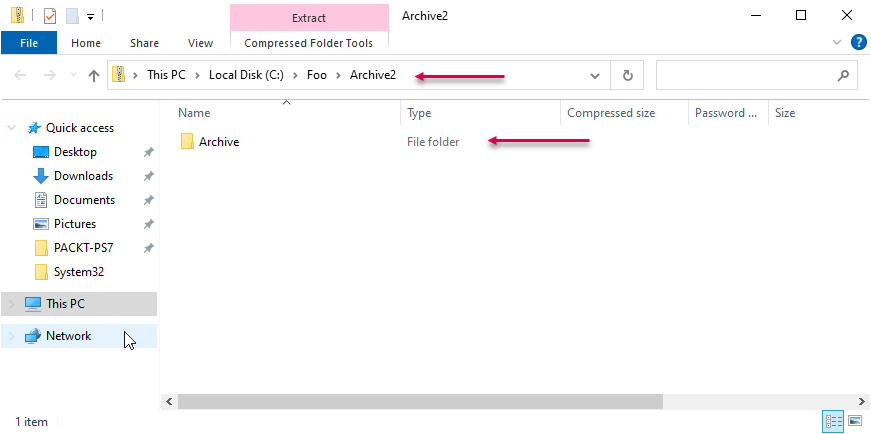 Extract Archive2
File Home Share View Compressed Folder Tools
This PC Local Disk (C:) Foo Archive2
Name Type Compressed size Password ... Size
Quick access
Archive File folder
Desktop
Downloads
Documents
Pictures
PACKT-PS7
System32
This PC
Network
1 item